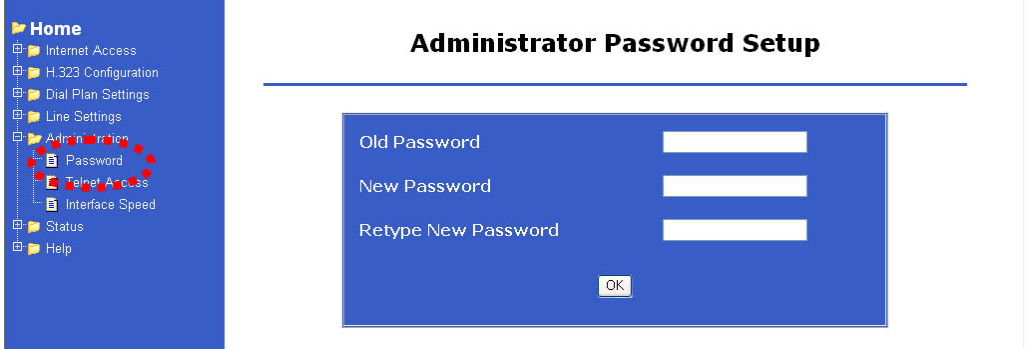 Home
Internet Access
H.323 Configuration
Dial Plan Settings
Line Settings
Administration
Password
Telnet Access
Interface Speed
Status
Help
Administrator Password Setup
Old Password
New Password
Retype New Password
OK